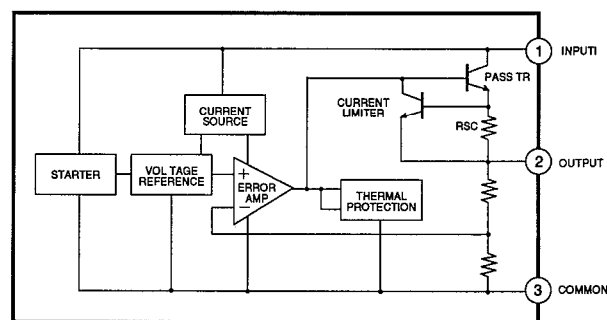 1 INPUTI
PASS TR
CURRENT
LIMITER
CURRENT
SOURCE
RSC
2 OUTPUT
STARTER
VOL TAGE
REFERENCE
+
ERROR
AMP
−
THERMAL
PROTECTION
3 COMMON